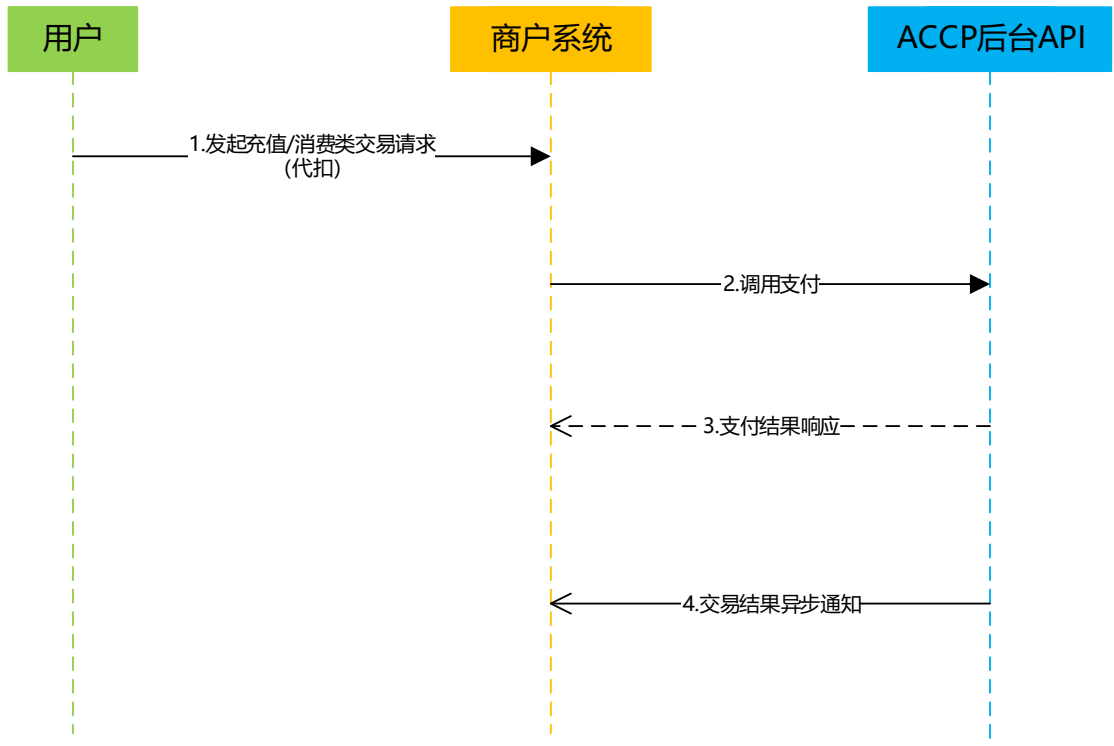 用户
商户系统
ACCP后台API
1.发起充值/消费类交易请求
(代扣)
2.调用支付
3.支付结果响应
4.交易结果异步通知